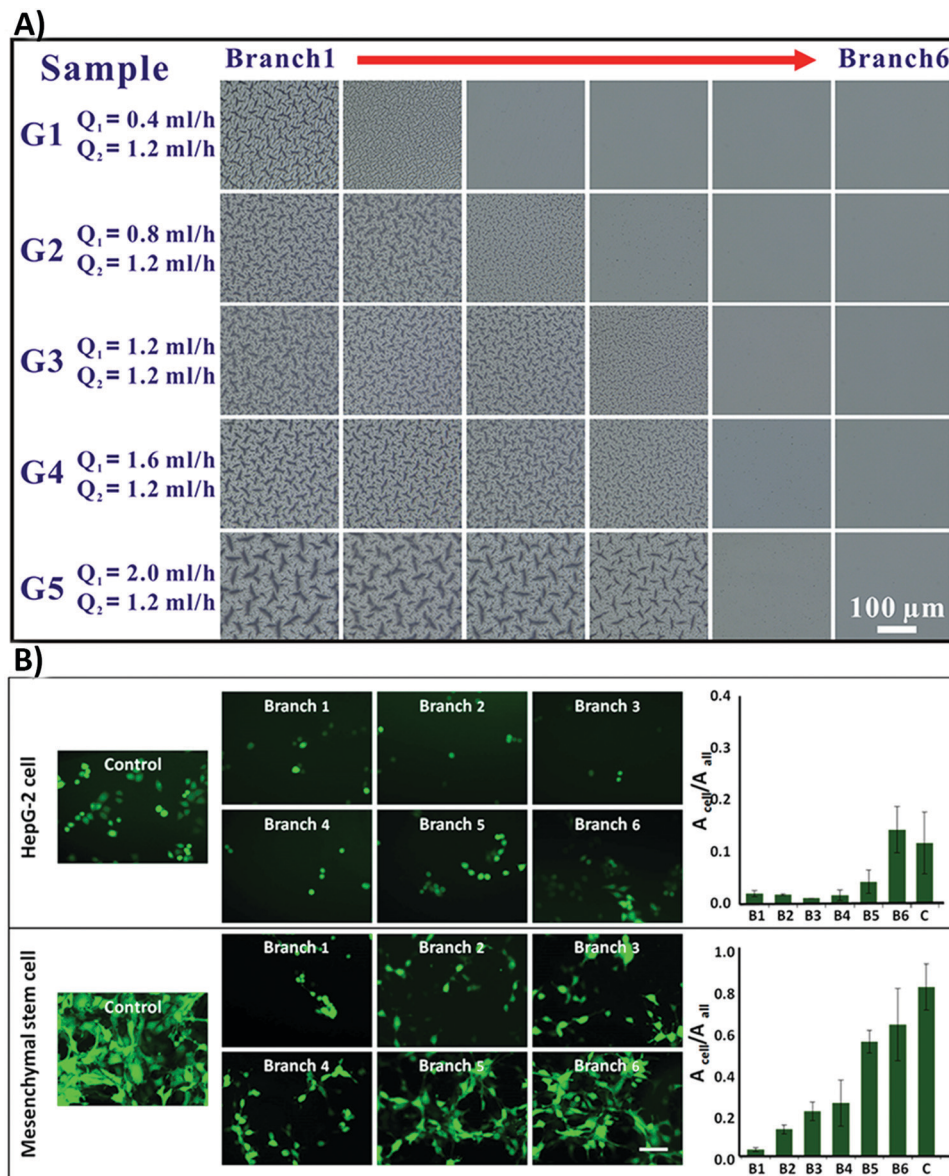 A)
Sample Branch1 Branch6
G1 Q₁ = 0.4 ml/h
Q₂ = 1.2 ml/h
G2 Q₁ = 0.8 ml/h
Q₂ = 1.2 ml/h
G3 Q₁ = 1.2 ml/h
Q₂ = 1.2 ml/h
G4 Q₁ = 1.6 ml/h
Q₂ = 1.2 ml/h
G5 Q₁ = 2.0 ml/h
Q₂ = 1.2 ml/h
100 µm
B)
HepG-2 cell
Control
Branch 1 Branch 2 Branch 3
Branch 4 Branch 5 Branch 6
A cell/A all
0.4
0.3
0.2
0.1
0.0
B1 B2 B3 B4 B5 B6 C
Mesenchymal stem cell
Control
Branch 1 Branch 2 Branch 3
Branch 4 Branch 5 Branch 6
A cell/A all
1.0
0.8
0.6
0.4
0.2
0.0
B1 B2 B3 B4 B5 B6 C